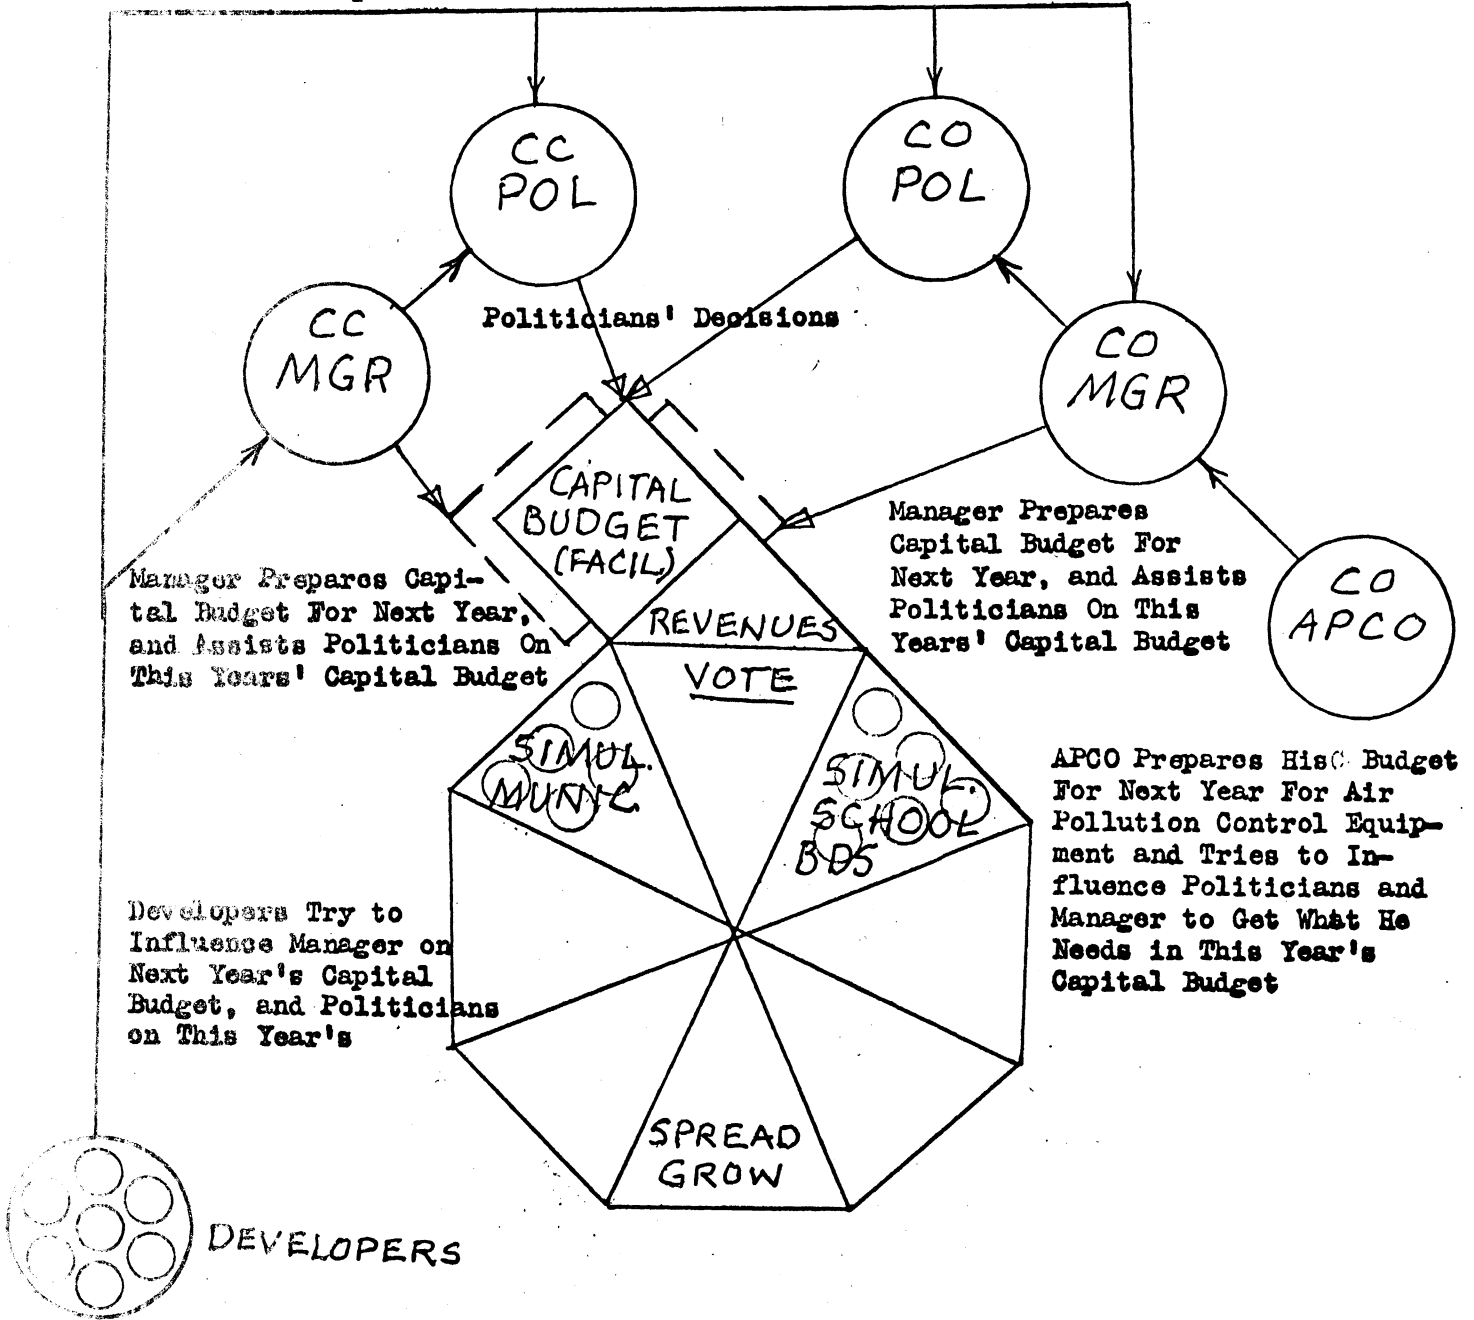 CC
POL
CO
POL
CC
MGR
Politicians' Decisions
CO
MGR
CAPITAL
BUDGET
(FACIL)
Manager Prepares
Capital Budget For
Next Year, and Assists
Politicians On This
Years' Capital Budget
CO
APCO
Manager Prepares Capi-
tal Budget For Next Year,
and Assists Politicians On
This Years' Capital Budget
REVENUES
VOTE
SIMUL.
MUNIC.
SIMUL.
SCHOOL
BDS
APCO Prepares His Budget
For Next Year For Air
Pollution Control Equip-
ment and Tries to In-
fluence Politicians and
Manager to Get What He
Needs in This Year's
Capital Budget
Developers Try to
Influence Manager on
Next Year's Capital
Budget, and Politicians
on This Year's
SPREAD
GROW
DEVELOPERS